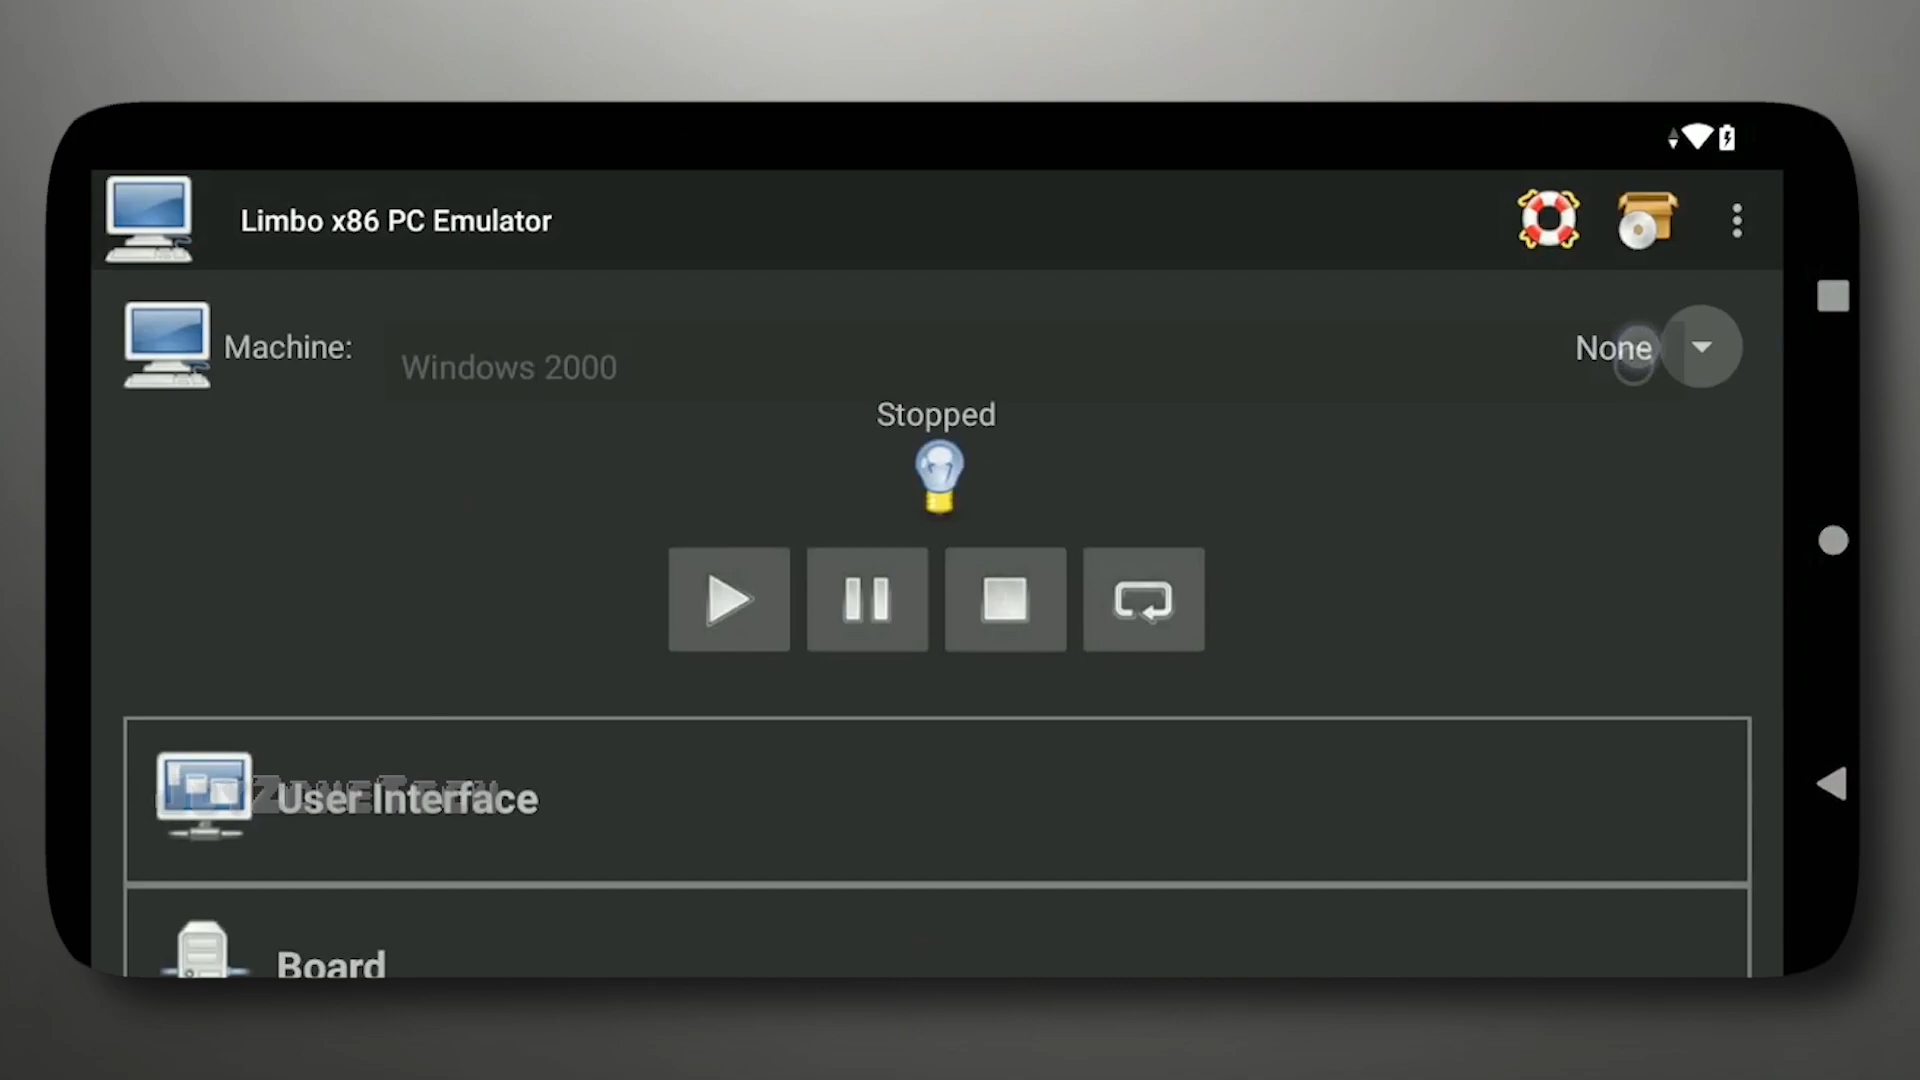 Limbo x86 PC Emulator
Machine:
None
Windows 2000
Stopped
User Interface
Board